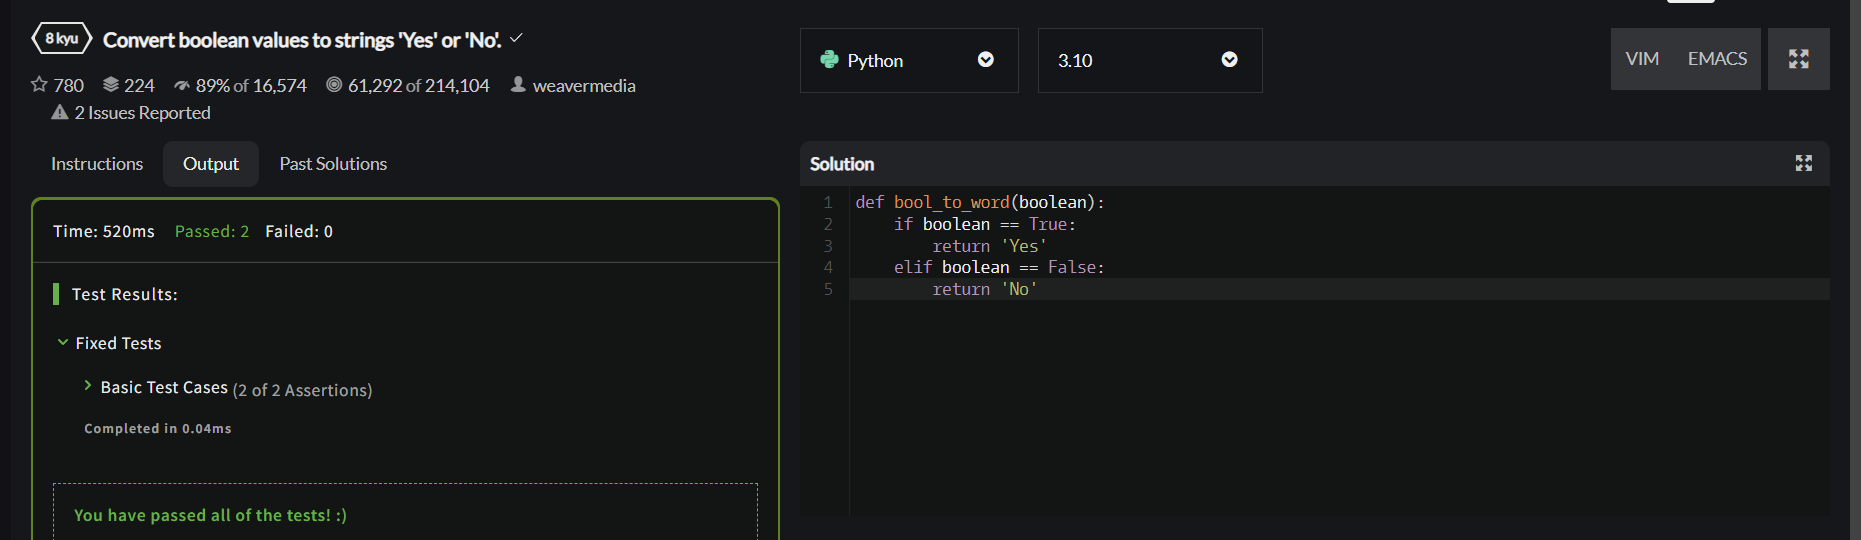 8 kyu Convert boolean values to strings 'Yes' or 'No'.
780 224 89% of 16,574 61,292 of 214,104 weavermedia
2 Issues Reported
Instructions Output Past Solutions
Time: 520ms Passed: 2 Failed: 0
Test Results:
Fixed Tests
Basic Test Cases (2 of 2 Assertions)
Completed in 0.04ms
You have passed all of the tests! :)
Python 3.10 VIM EMACS
Solution
1 def bool_to_word(boolean):
2     if boolean == True:
3         return 'Yes'
4     elif boolean == False:
5         return 'No'